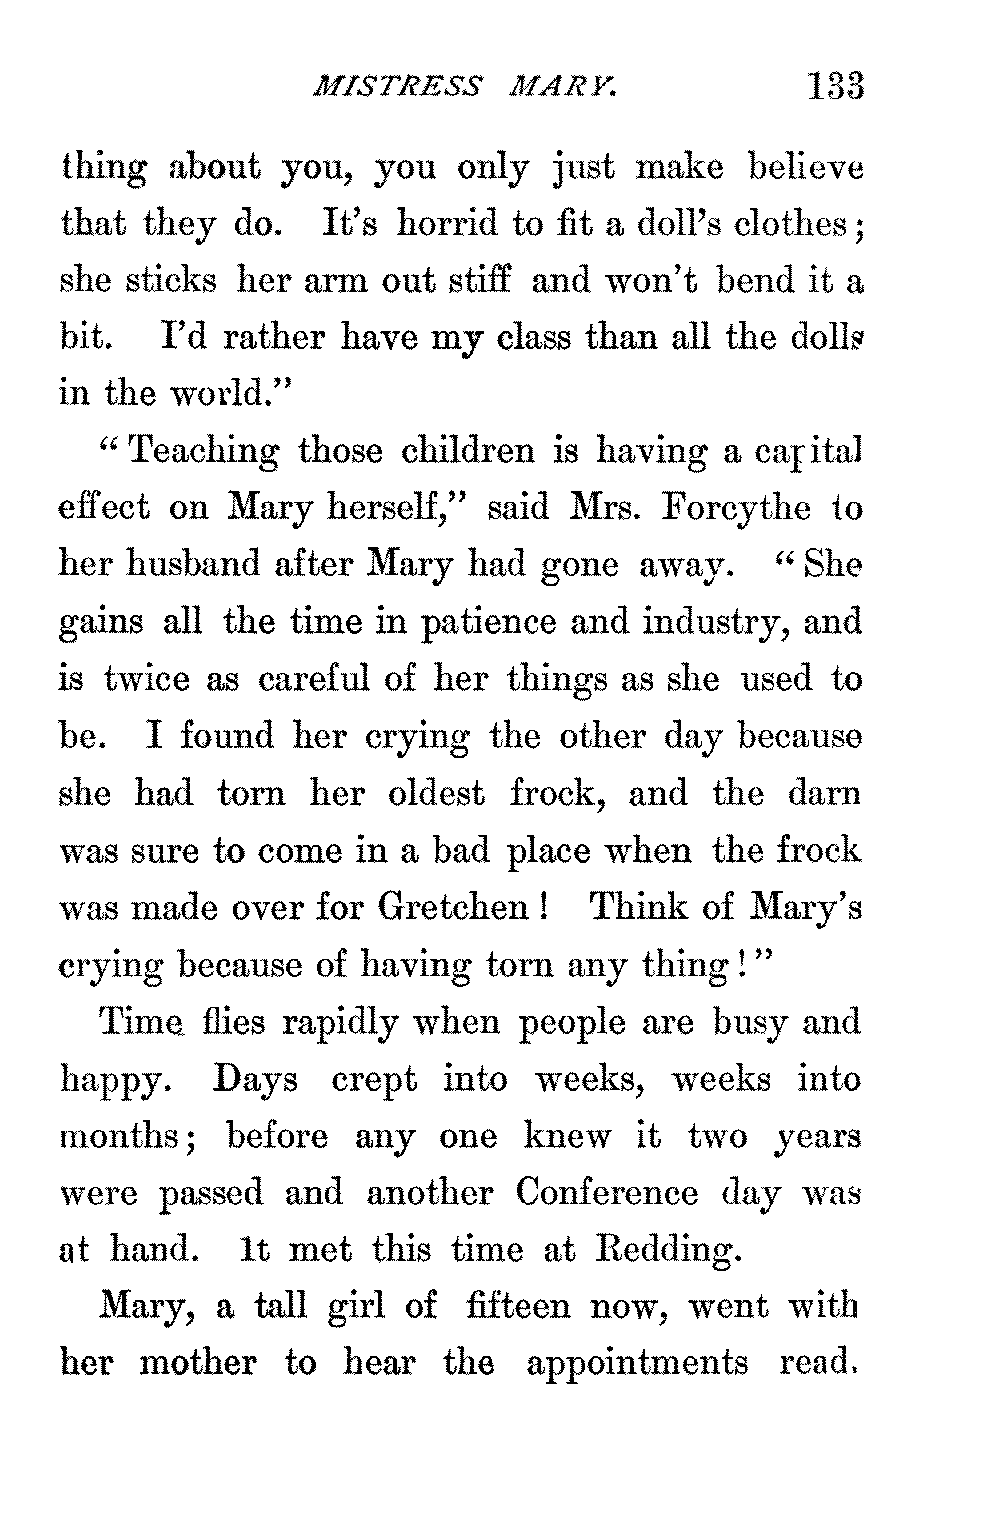 MISTRESS MARY. 133
thing about you, you only just make believe
that they do. It's horrid to fit a doll's clothes;
she sticks her arm out stiff and won't bend it a
bit. I'd rather have my class than all the dolls
in the world."
"Teaching those children is having a capital
effect on Mary herself," said Mrs. Forcythe to
her husband after Mary had gone away. "She
gains all the time in patience and industry, and
is twice as careful of her things as she used to
be. I found her crying the other day because
she had torn her oldest frock, and the darn
was sure to come in a bad place when the frock
was made over for Gretchen! Think of Mary's
crying because of having torn any thing!"
Time flies rapidly when people are busy and
happy. Days crept into weeks, weeks into
months; before any one knew it two years
were passed and another Conference day was
at hand. It met this time at Redding.
Mary, a tall girl of fifteen now, went with
her mother to hear the appointments read.